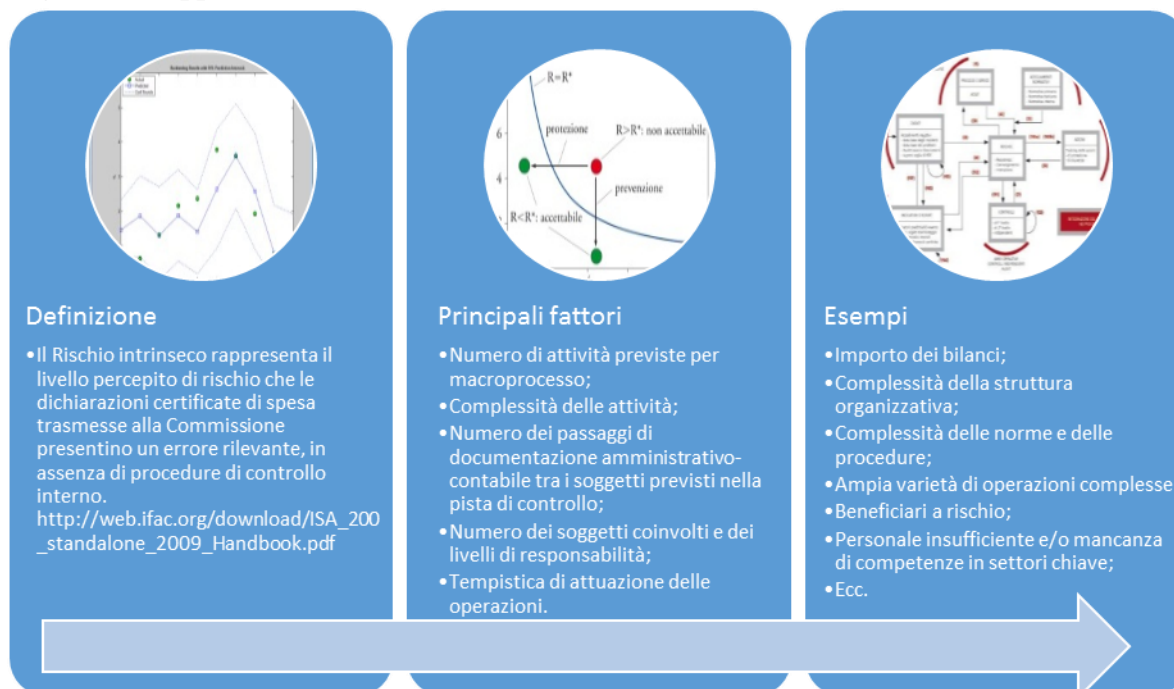 R=Rᵃ
6
protezione
R>Rᵃ: non accettabile
4
prevenzione
R<Rᵃ: accettabile
Definizione
•Il Rischio intrinseco rappresenta il
livello percepito di rischio che le
dichiarazioni certificate di spesa
trasmesse alla Commissione
presentino un errore rilevante, in
assenza di procedure di controllo
interno.
http://web.ifac.org/download/ISA_200
_standalone_2009_Handbook.pdf
Principali fattori
•Numero di attività previste per
macroprocesso;
•Complessità delle attività;
•Numero dei passaggi di
documentazione amministrativo-
contabile tra i soggetti previsti nella
pista di controllo;
•Numero dei soggetti coinvolti e dei
livelli di responsabilità;
•Tempistica di attuazione delle
operazioni.
Esempi
•Importo dei bilanci;
•Complessità della struttura
organizzativa;
•Complessità delle norme e delle
procedure;
•Ampia varietà di operazioni complesse
•Beneficiari a rischio;
•Personale insufficiente e/o mancanza
di competenze in settori chiave;
•Ecc.